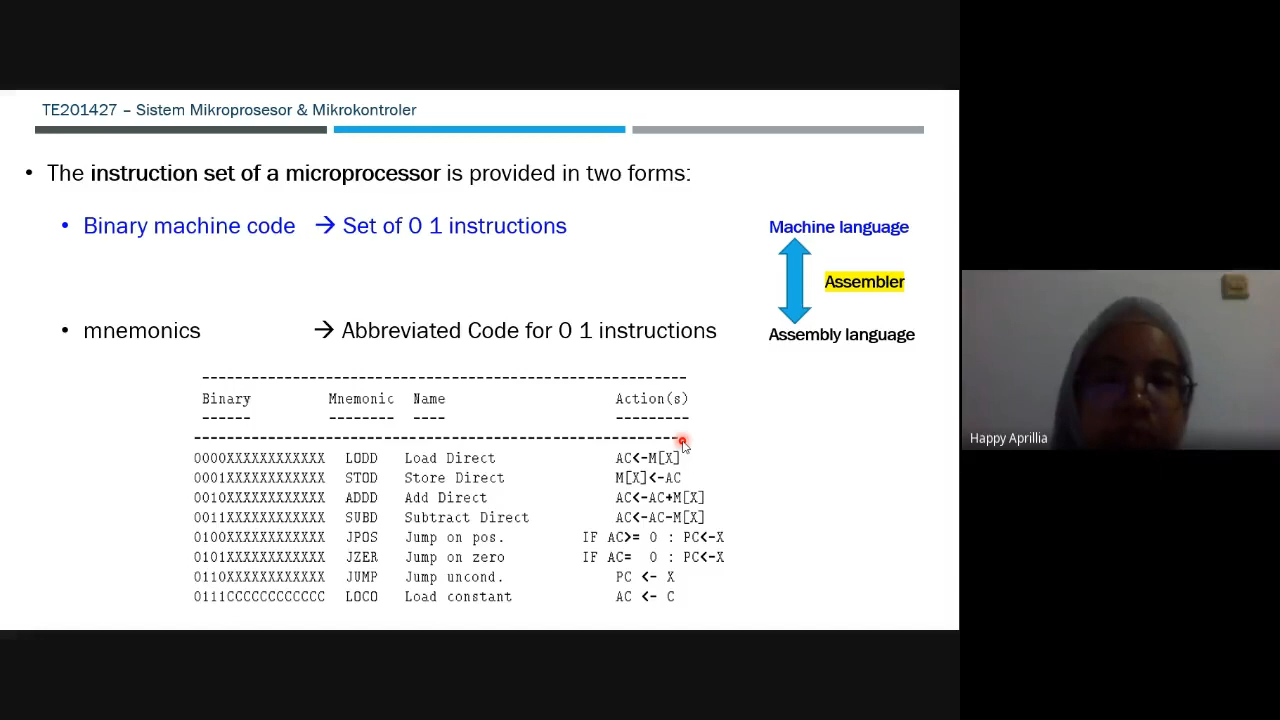 TE201427 – Sistem Mikroprosesor & Mikrokontroler
• The instruction set of a microprocessor is provided in two forms:
• Binary machine code → Set of 0 1 instructions
Machine language
Assembler
• mnemonics → Abbreviated Code for 0 1 instructions
Assembly language
-----------------------------------------------------------
Binary Mnemonic Name Action(s)
------ -------- ---- ---------
------------------------------------------------------------
0000XXXXXXXXXXXX LODD Load Direct AC<-M[X]
0001XXXXXXXXXXXX STOD Store Direct M[X]<-AC
0010XXXXXXXXXXXX ADDD Add Direct AC<-AC+M[X]
0011XXXXXXXXXXXX SUBD Subtract Direct AC<-AC-M[X]
0100XXXXXXXXXXXX JPOS Jump on pos. IF AC>= 0 : PC<-X
0101XXXXXXXXXXXX JZER Jump on zero IF AC= 0 : PC<-X
0110XXXXXXXXXXXX JUMP Jump uncond. PC <- X
0111CCCCCCCCCCCC LOCO Load constant AC <- C
Happy Aprillia